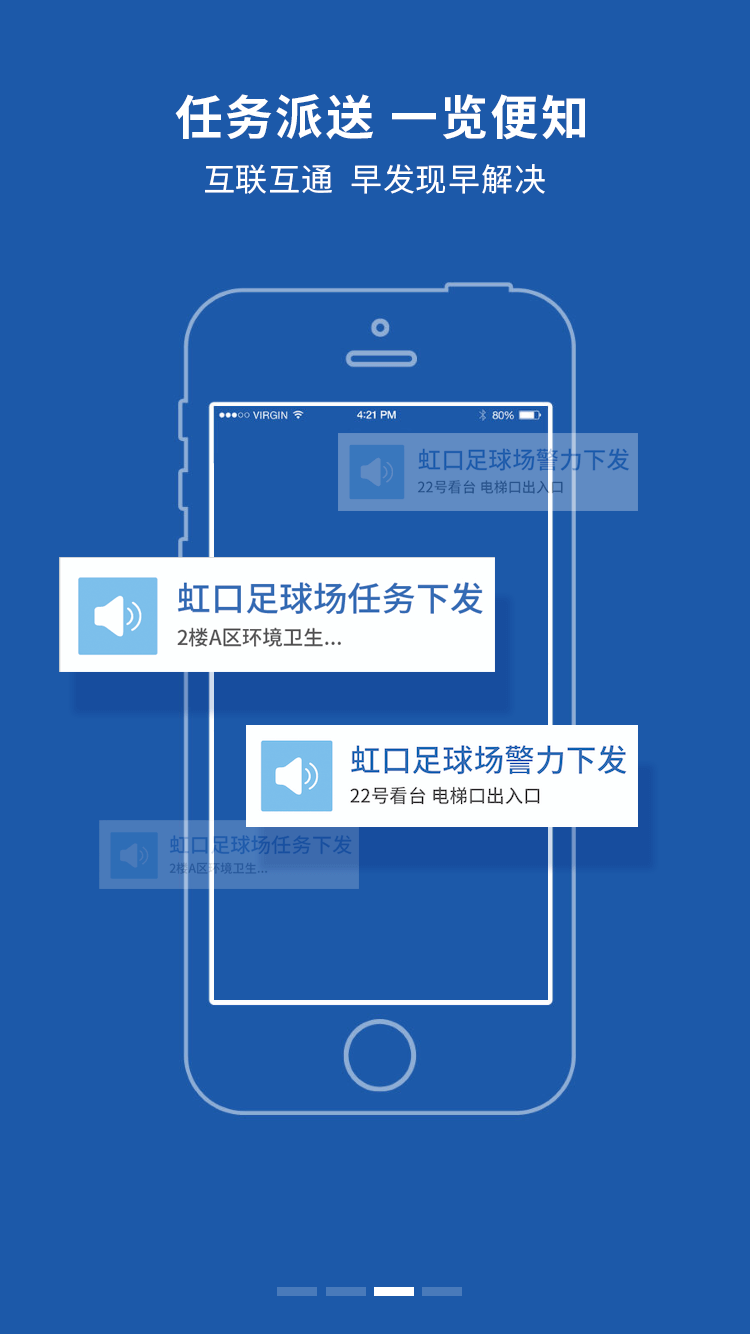 任务派送 一览便知
互联互通 早发现早解决
VIRGIN 4:21 PM 80%
虹口足球场警力下发
22号看台 电梯口出入口
虹口足球场任务下发
2楼A区环境卫生...
虹口足球场警力下发
22号看台 电梯口出入口
虹口足球场任务下发
2楼A区环境卫生...